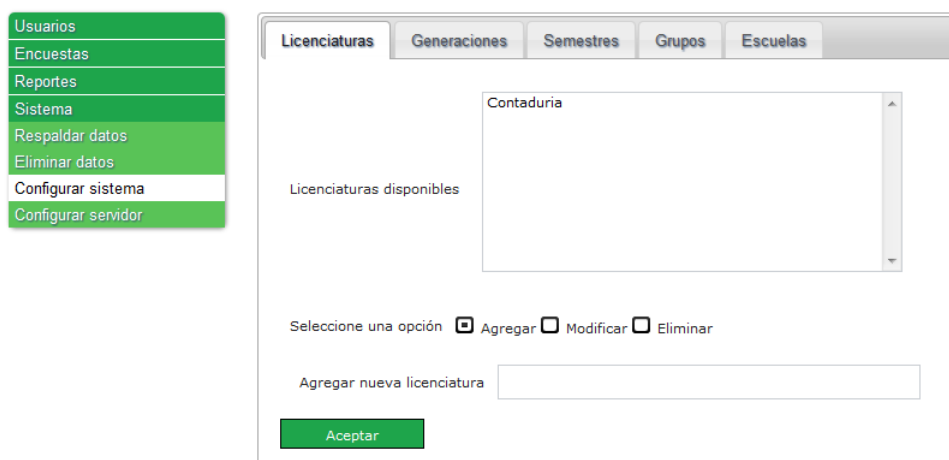 Usuarios
Encuestas
Reportes
Sistema
Respaldar datos
Eliminar datos
Configurar sistema
Configurar servidor
Licenciaturas Generaciones Semestres Grupos Escuelas
Contaduria
Licenciaturas disponibles
Seleccione una opción Agregar Modificar Eliminar
Agregar nueva licenciatura
Aceptar